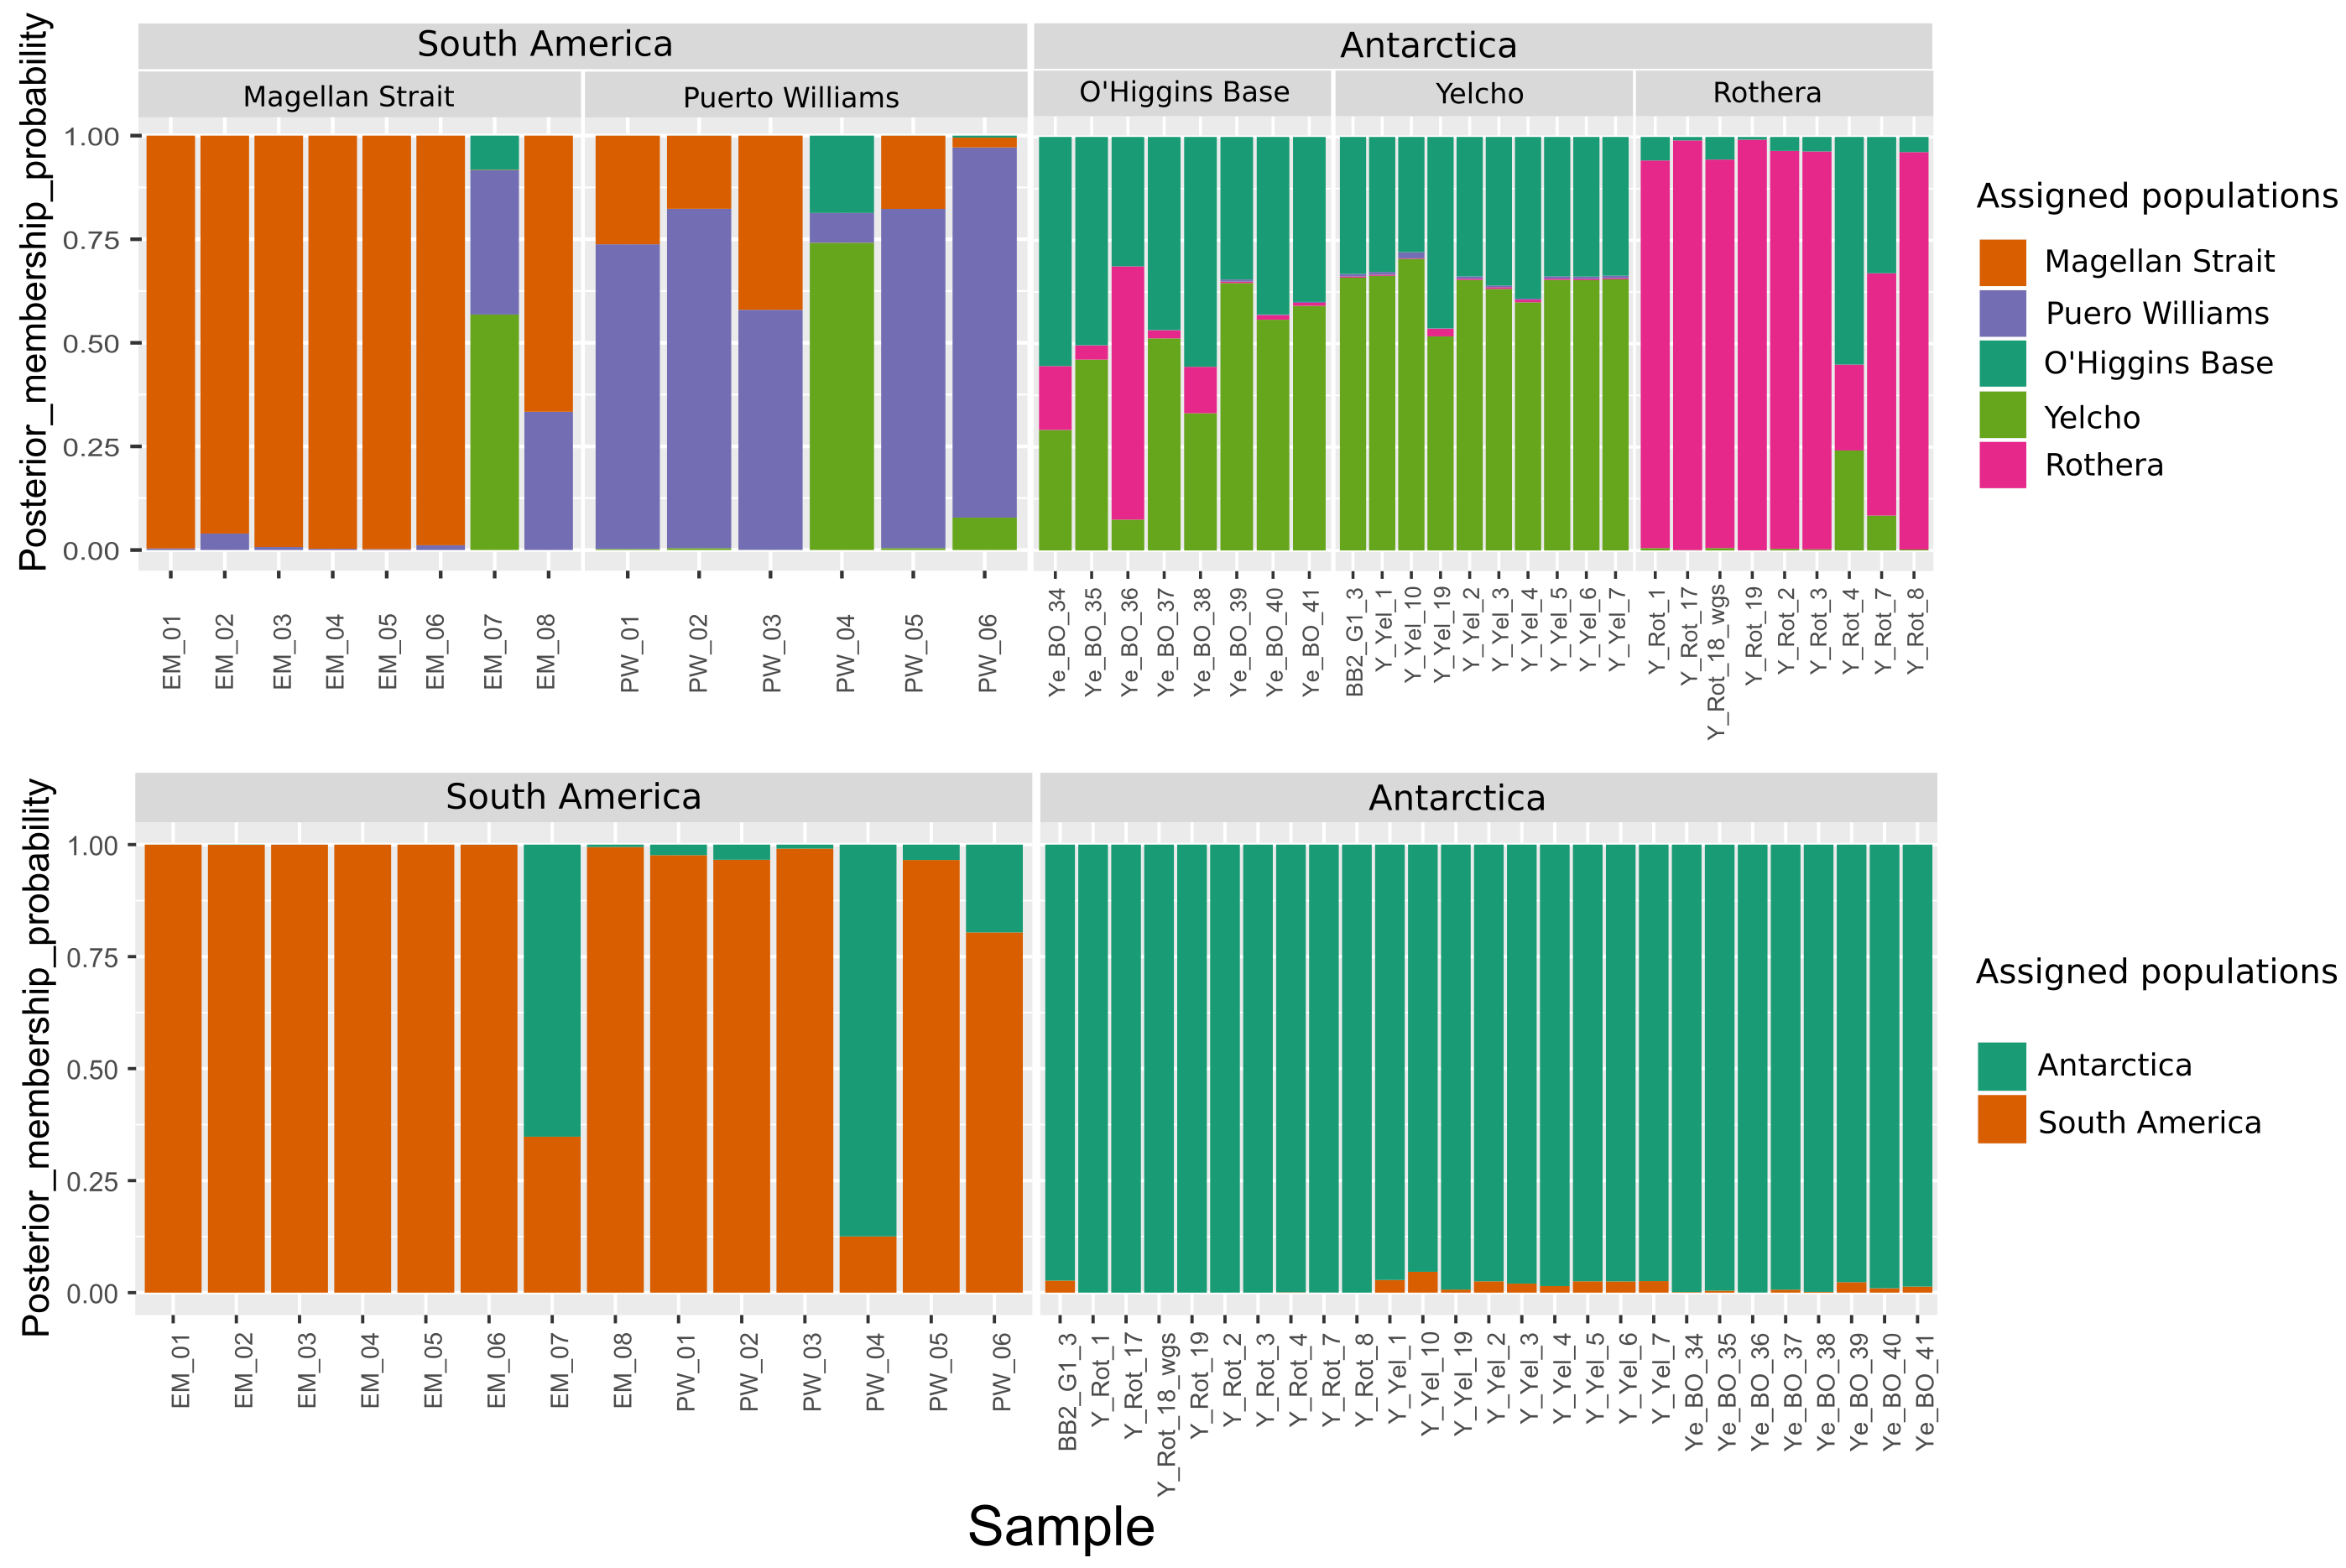 South America
Antarctica
Magellan Strait
Puerto Williams
O'Higgins Base
Yelcho
Rothera
Posterior_membership_probability
1.00
0.75
0.50
0.25
0.00
EM_01
EM_02
EM_03
EM_04
EM_05
EM_06
EM_07
EM_08
PW_01
PW_02
PW_03
PW_04
PW_05
PW_06
Ye_BO_34
Ye_BO_35
Ye_BO_36
Ye_BO_37
Ye_BO_38
Ye_BO_39
Ye_BO_40
Ye_BO_41
BB2_G1_3
Y_Yel_1
Y_Yel_10
Y_Yel_19
Y_Yel_2
Y_Yel_3
Y_Yel_4
Y_Yel_5
Y_Yel_6
Y_Yel_7
Y_Rot_1
Y_Rot_17
Y_Rot_18_wgs
Y_Rot_19
Y_Rot_2
Y_Rot_3
Y_Rot_4
Y_Rot_7
Y_Rot_8
Assigned populations
Magellan Strait
Puero Williams
O'Higgins Base
Yelcho
Rothera
South America
Antarctica
Posterior_membership_probability
1.00
0.75
0.50
0.25
0.00
EM_01
EM_02
EM_03
EM_04
EM_05
EM_06
EM_07
EM_08
PW_01
PW_02
PW_03
PW_04
PW_05
PW_06
BB2_G1_3
Y_Rot_1
Y_Rot_17
Y_Rot_18_wgs
Y_Rot_19
Y_Rot_2
Y_Rot_3
Y_Rot_4
Y_Rot_7
Y_Rot_8
Y_Yel_1
Y_Yel_10
Y_Yel_19
Y_Yel_2
Y_Yel_3
Y_Yel_4
Y_Yel_5
Y_Yel_6
Y_Yel_7
Ye_BO_34
Ye_BO_35
Ye_BO_36
Ye_BO_37
Ye_BO_38
Ye_BO_39
Ye_BO_40
Ye_BO_41
Assigned populations
Antarctica
South America
Sample